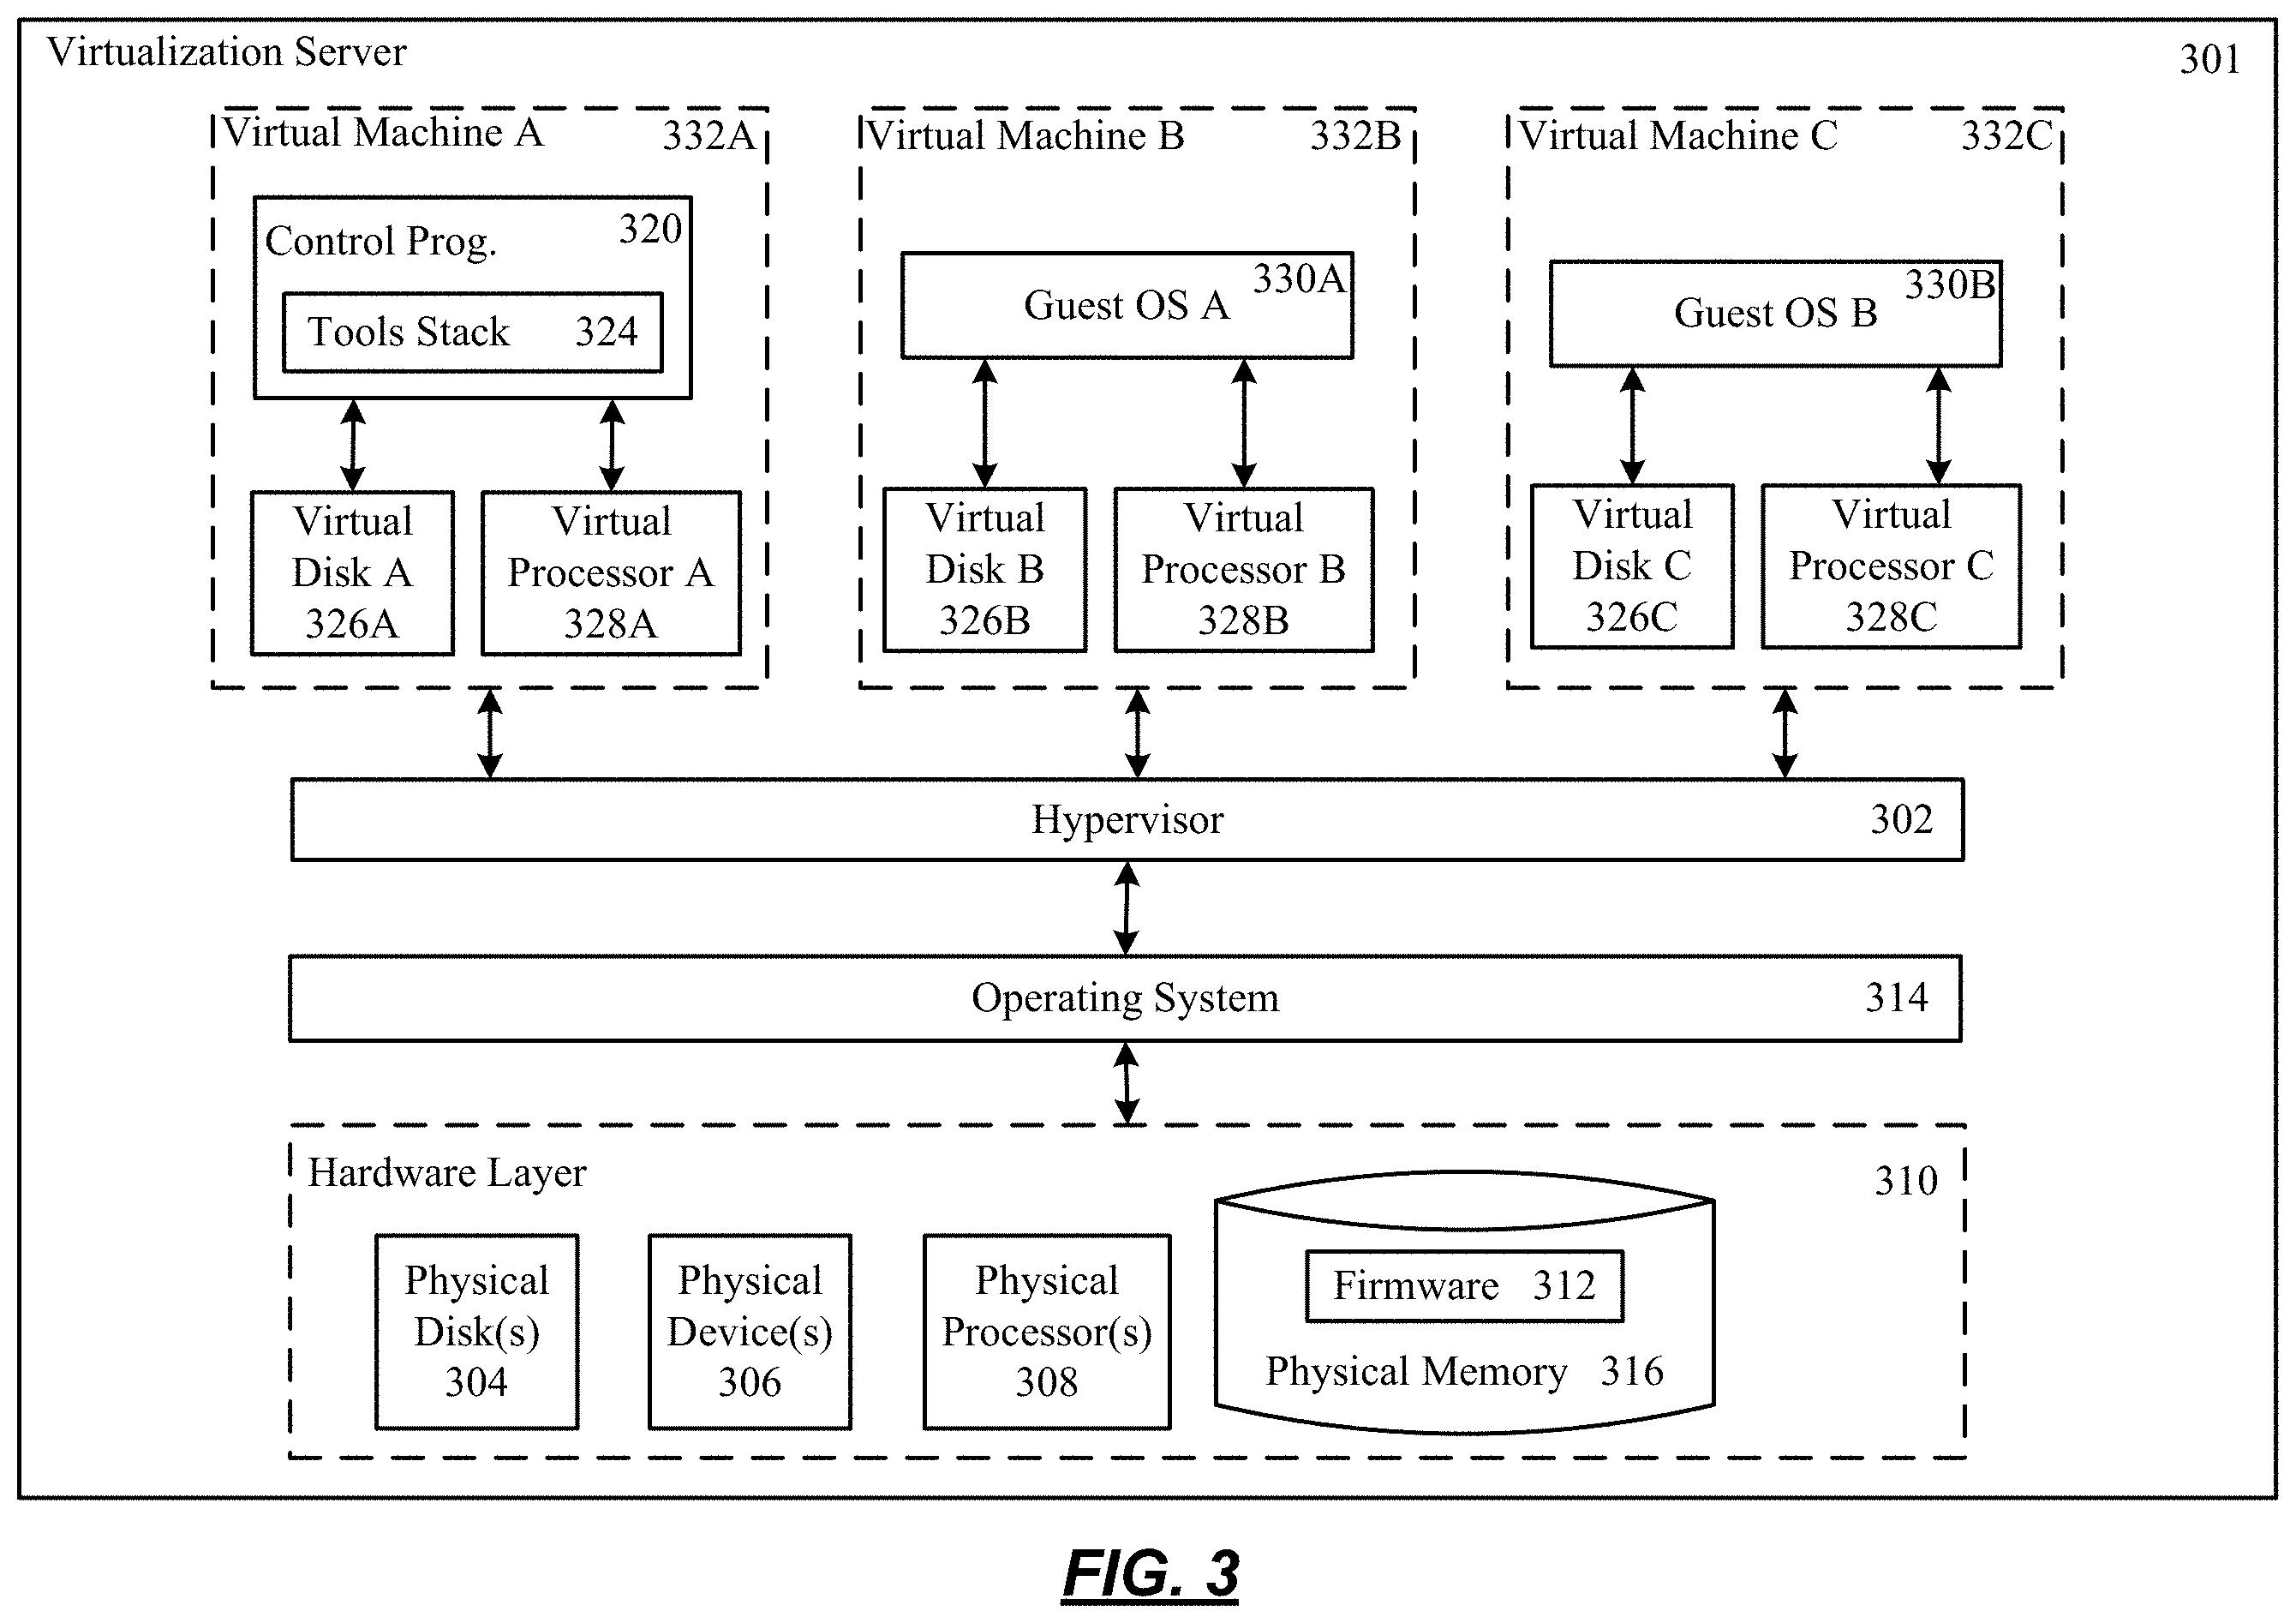 Virtualization Server 301
Virtual Machine A 332A
Control Prog. 320
Tools Stack 324
Virtual
Disk A
326A
Virtual
Processor A
328A
Virtual Machine B 332B
Guest OS A 330A
Virtual
Disk B
326B
Virtual
Processor B
328B
Virtual Machine C 332C
Guest OS B 330B
Virtual
Disk C
326C
Virtual
Processor C
328C
Hypervisor 302
Operating System 314
Hardware Layer 310
Physical
Disk(s)
304
Physical
Device(s)
306
Physical
Processor(s)
308
Firmware 312
Physical Memory 316
FIG. 3